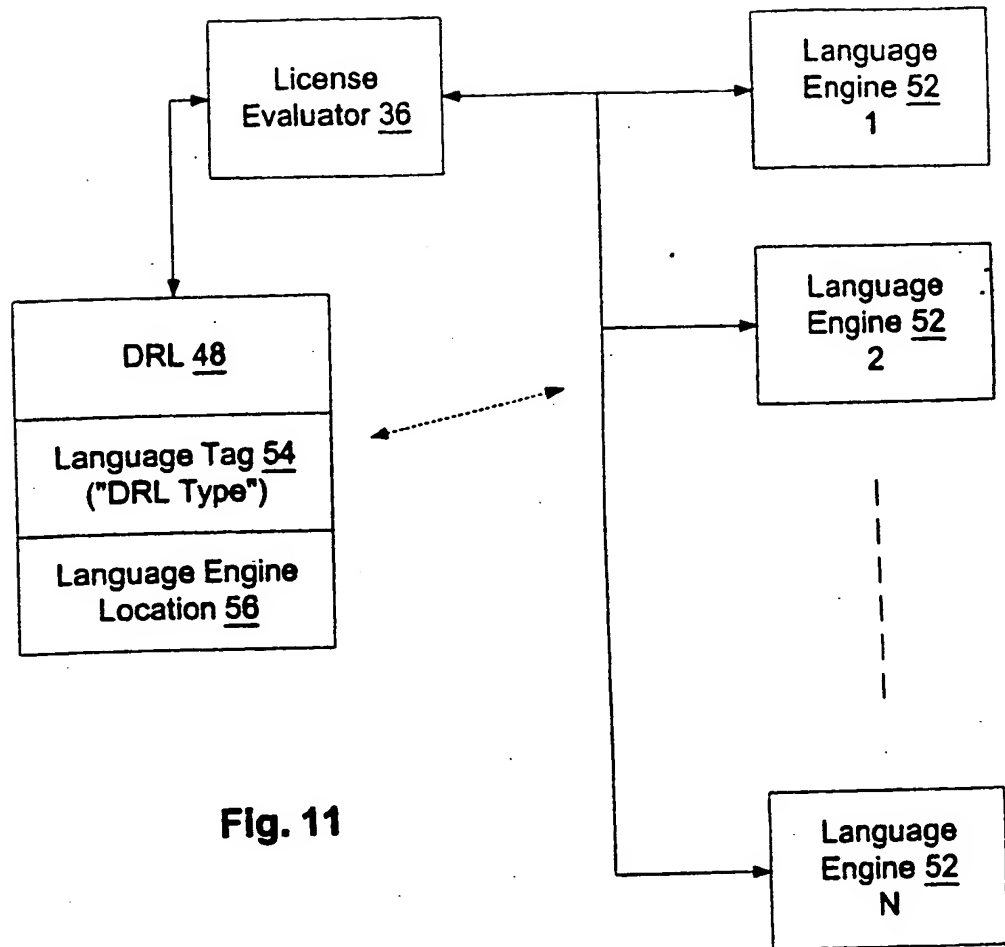 License
Evaluator 36
Language
Engine 52
1
Language
Engine 52
2
DRL 48
Language Tag 54
("DRL Type")
Language Engine
Location 56
Language
Engine 52
N
Fig. 11